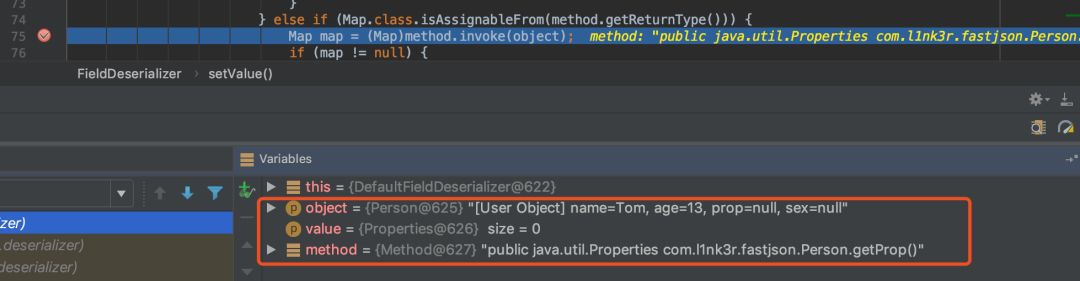 73
}
74
} else if (Map.class.isAssignableFrom(method.getReturnType())) {
75
Map map = (Map)method.invoke(object); method: "public java.util.Properties com.l1nk3r.fastjson.Person.
76
if (map != null) {
FieldDeserializer › setValue()
Variables
this = {DefaultFieldDeserializer@622}
object = {Person@625} "[User Object] name=Tom, age=13, prop=null, sex=null"
value = {Properties@626} size = 0
method = {Method@627} "public java.util.Properties com.l1nk3r.fastjson.Person.getProp()"
izer)
.deserializer)
deserializer)